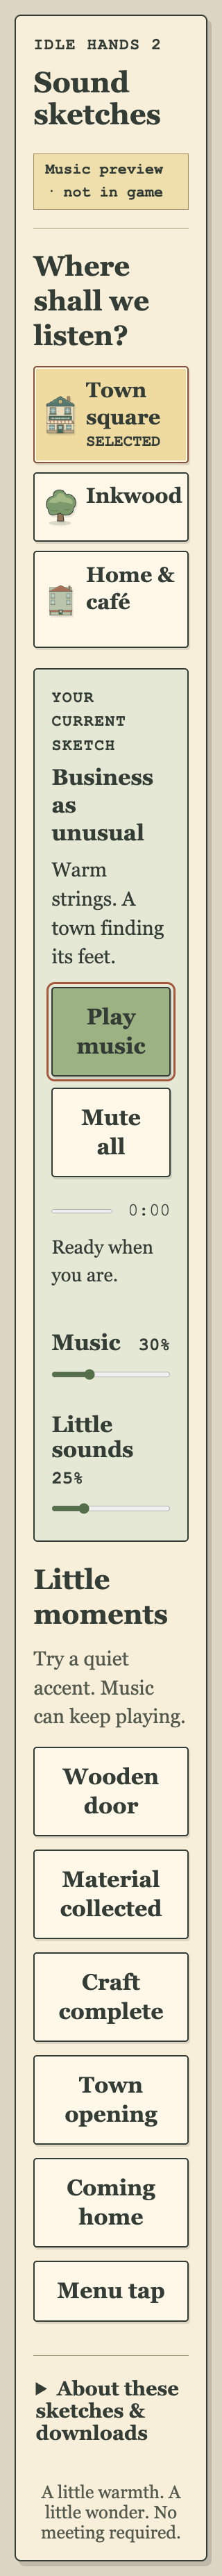 IDLE HANDS 2
Sound
sketches
Music preview
· not in game
Where
shall we
listen?
Town
square
SELECTED
Inkwood
Home &
café
YOUR
CURRENT
SKETCH
Business
as
unusual
Warm
strings. A
town finding
its feet.
Play
music
Mute
all
0:00
Ready when
you are.
Music 30%
Little
sounds
25%
Little
moments
Try a quiet
accent. Music
can keep playing.
Wooden
door
Material
collected
Craft
complete
Town
opening
Coming
home
Menu tap
About these
sketches &
downloads
A little warmth. A
little wonder. No
meeting required.